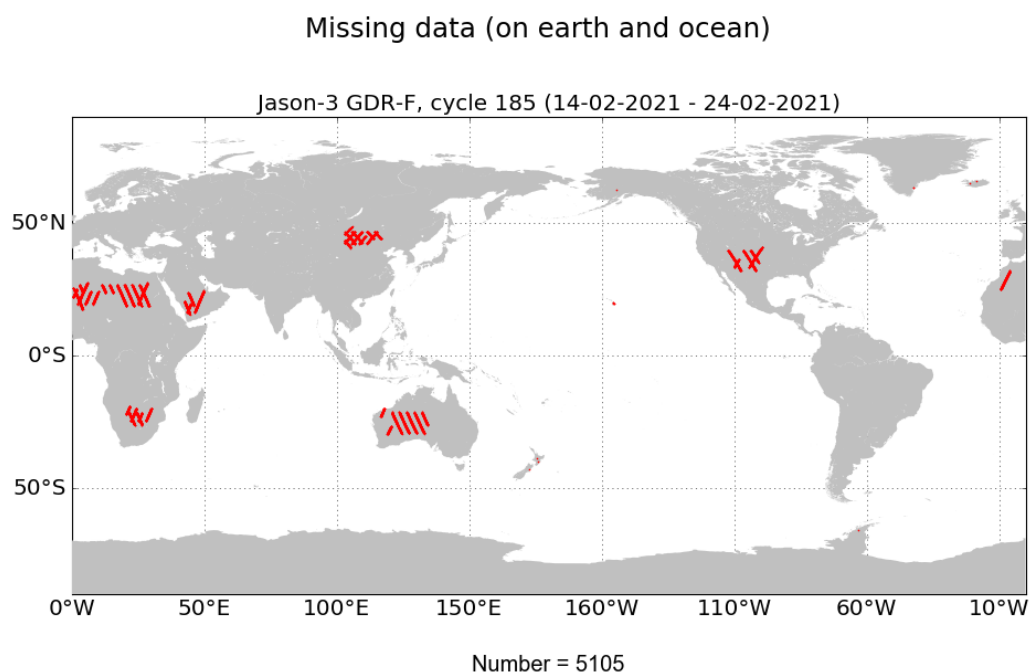 Missing data (on earth and ocean)
Jason-3 GDR-F, cycle 185 (14-02-2021 - 24-02-2021)
50°N
0°S
50°S
0°W 50°E 100°E 150°E 160°W 110°W 60°W 10°W
Number = 5105